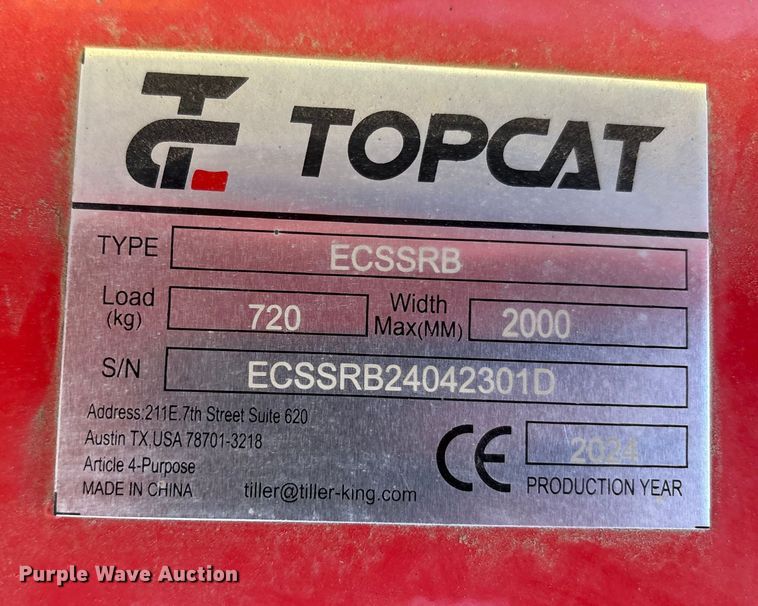 TOPCAT
TYPE ECSSRB
Load (kg) 720 Width Max(MM) 2000
S/N ECSSRB24042301D
Address:211E.7th Street Suite 620
Austin TX,USA 78701-3218
Article 4-Purpose
MADE IN CHINA tiller@tiller-king.com
CE 2024
PRODUCTION YEAR
Purple Wave Auction